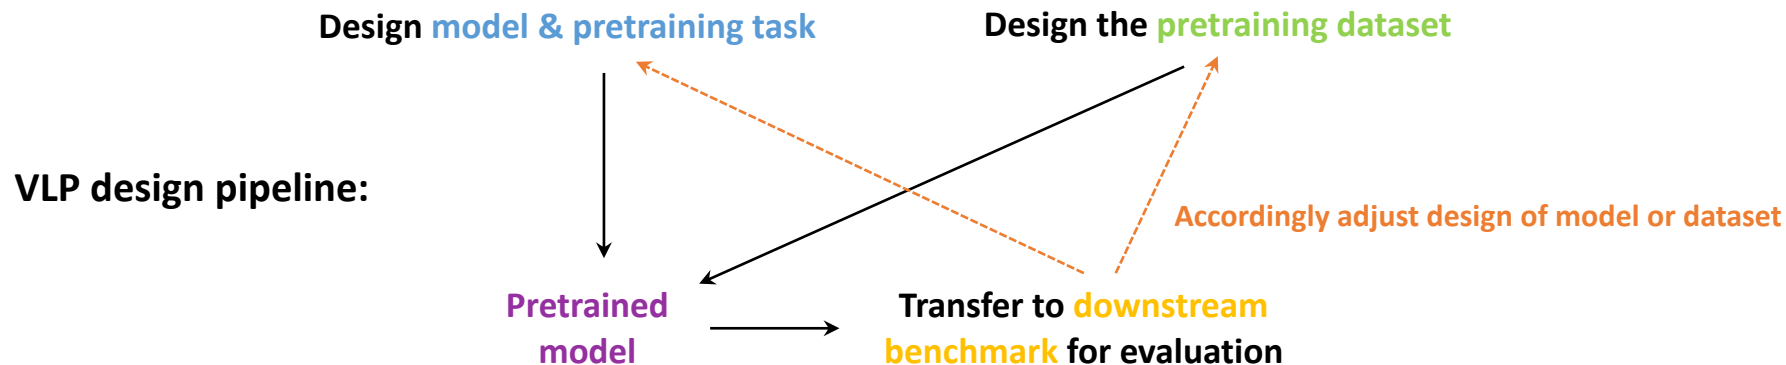 Design model & pretraining task
Design the pretraining dataset
VLP design pipeline:
Accordingly adjust design of model or dataset
Pretrained
model
Transfer to downstream
benchmark for evaluation